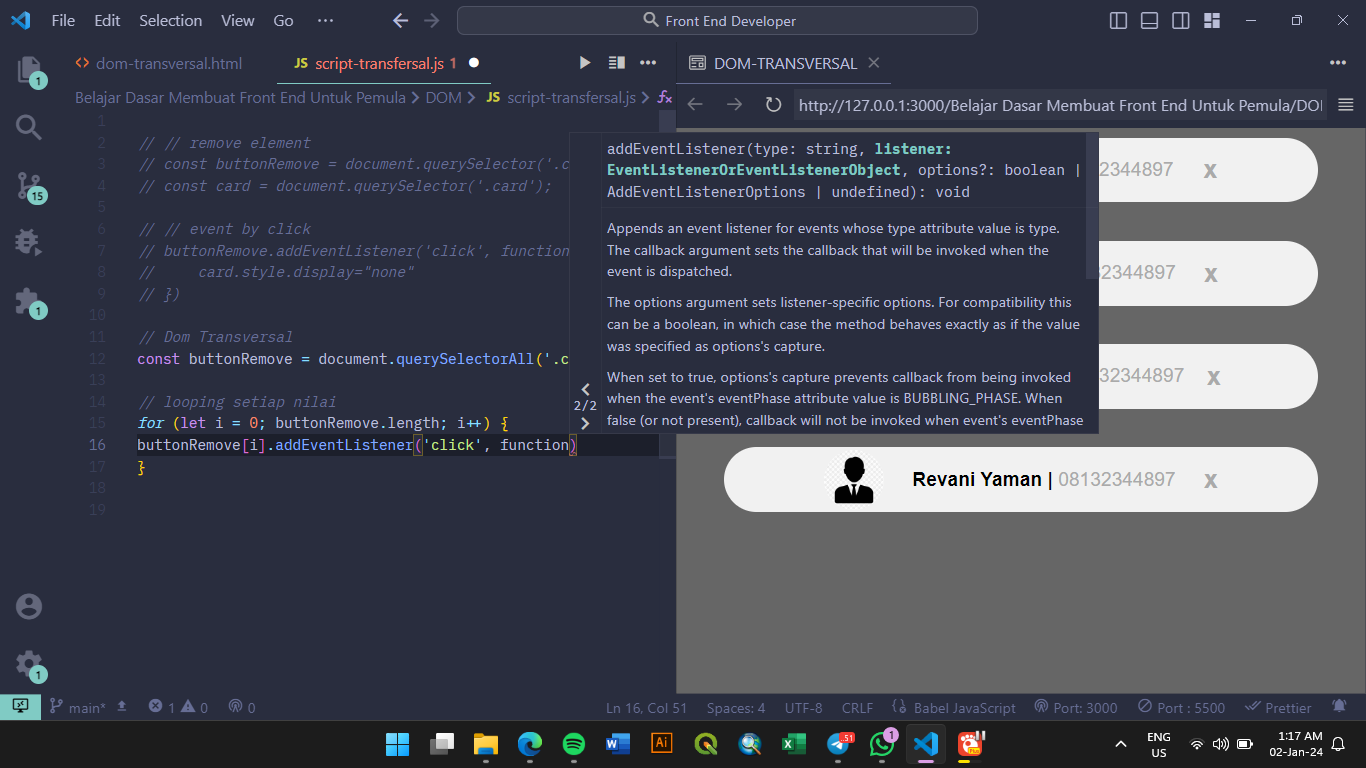 File Edit Selection View Go ··· Front End Developer
dom-transversal.html JS script-transfersal.js 1 DOM-TRANSVERSAL
Belajar Dasar Membuat Front End Untuk Pemula > DOM > JS script-transfersal.js >
http://127.0.0.1:3000/Belajar Dasar Membuat Front End Untuk Pemula/DO
1
2 // // remove element
3 // const buttonRemove = document.querySelector('.c
4 // const card = document.querySelector('.card');
5
6 // // event by click
7 // buttonRemove.addEventListener('click', function
8 // card.style.display="none"
9 // })
10
11 // Dom Transversal
12 const buttonRemove = document.querySelectorAll('.c
13
14 // looping setiap nilai
15 for (let i = 0; buttonRemove.length; i++) {
16 buttonRemove[i].addEventListener('click', function)
17 }
18
19
addEventListener(type: string, listener:
EventListenerOrEventListenerObject, options?: boolean |
AddEventListenerOptions | undefined): void
Appends an event listener for events whose type attribute value is type.
The callback argument sets the callback that will be invoked when the
event is dispatched.
The options argument sets listener-specific options. For compatibility this
can be a boolean, in which case the method behaves exactly as if the value
was specified as options's capture.
When set to true, options's capture prevents callback from being invoked
when the event's eventPhase attribute value is BUBBLING_PHASE. When
false (or not present), callback will not be invoked when event's eventPhase
2/2
2344897 x
32344897 x
32344897 x
Revani Yaman | 08132344897 x
1
15
1
1
main* 1 0 0 Ln 16, Col 51 Spaces: 4 UTF-8 CRLF Babel JavaScript Port: 3000 Port : 5500 Prettier
51 1 ENG
US
1:17 AM
02-Jan-24